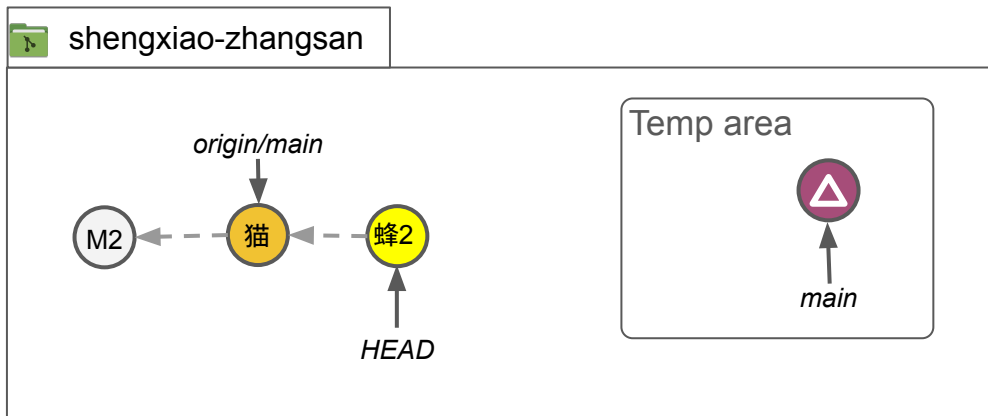 shengxiao-zhangsan
origin/main
M2
猫
蜂2
HEAD
Temp area
main